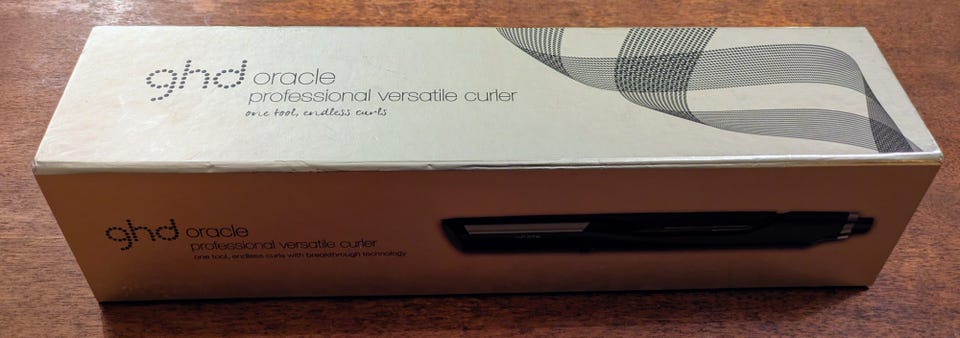 ghd oracle
professional versatile curler
one tool, endless curls
ghd oracle
professional versatile curler
one tool, endless curls with breakthrough technology